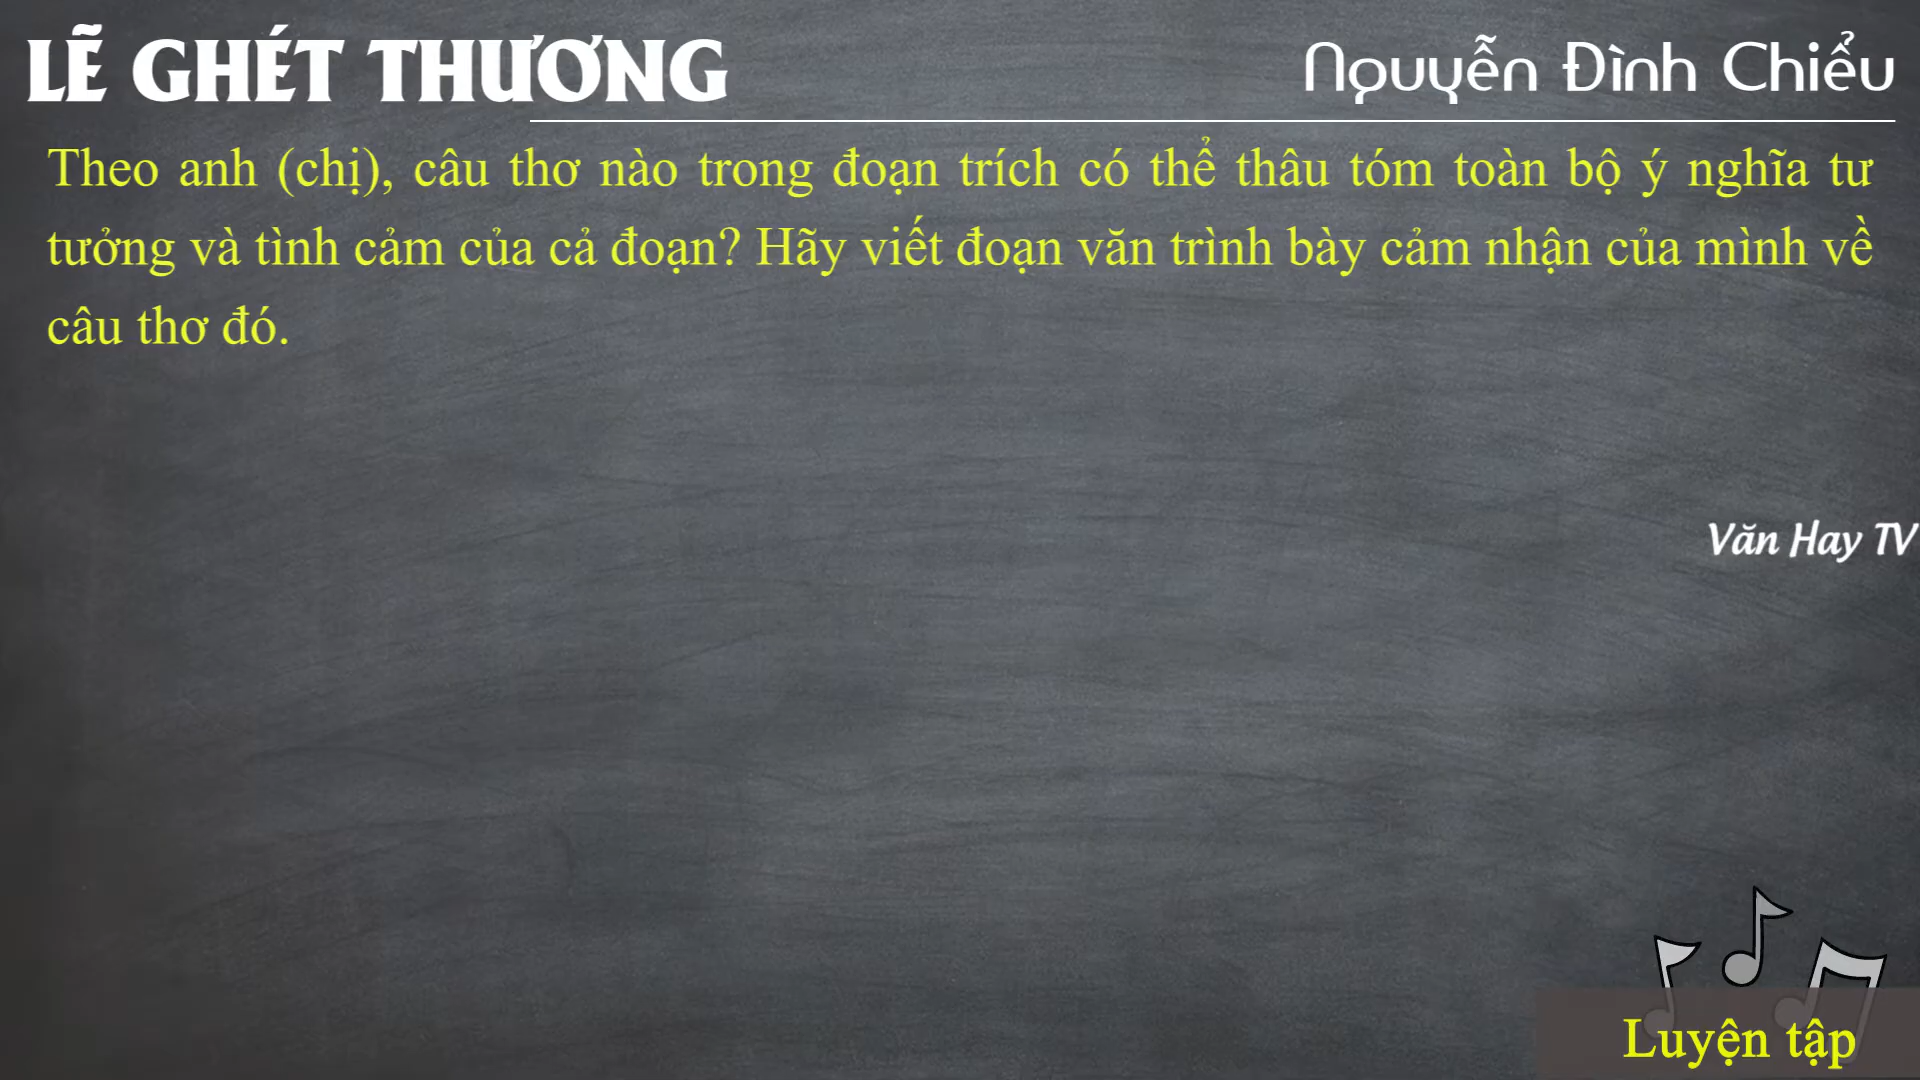 LẼ GHÉT THƯƠNG
Nguyễn Đình Chiểu
Theo anh (chị), câu thơ nào trong đoạn trích có thể thâu tóm toàn bộ ý nghĩa tư
tưởng và tình cảm của cả đoạn? Hãy viết đoạn văn trình bày cảm nhận của mình về
câu thơ đó.
Văn Hay TV
Luyện tập